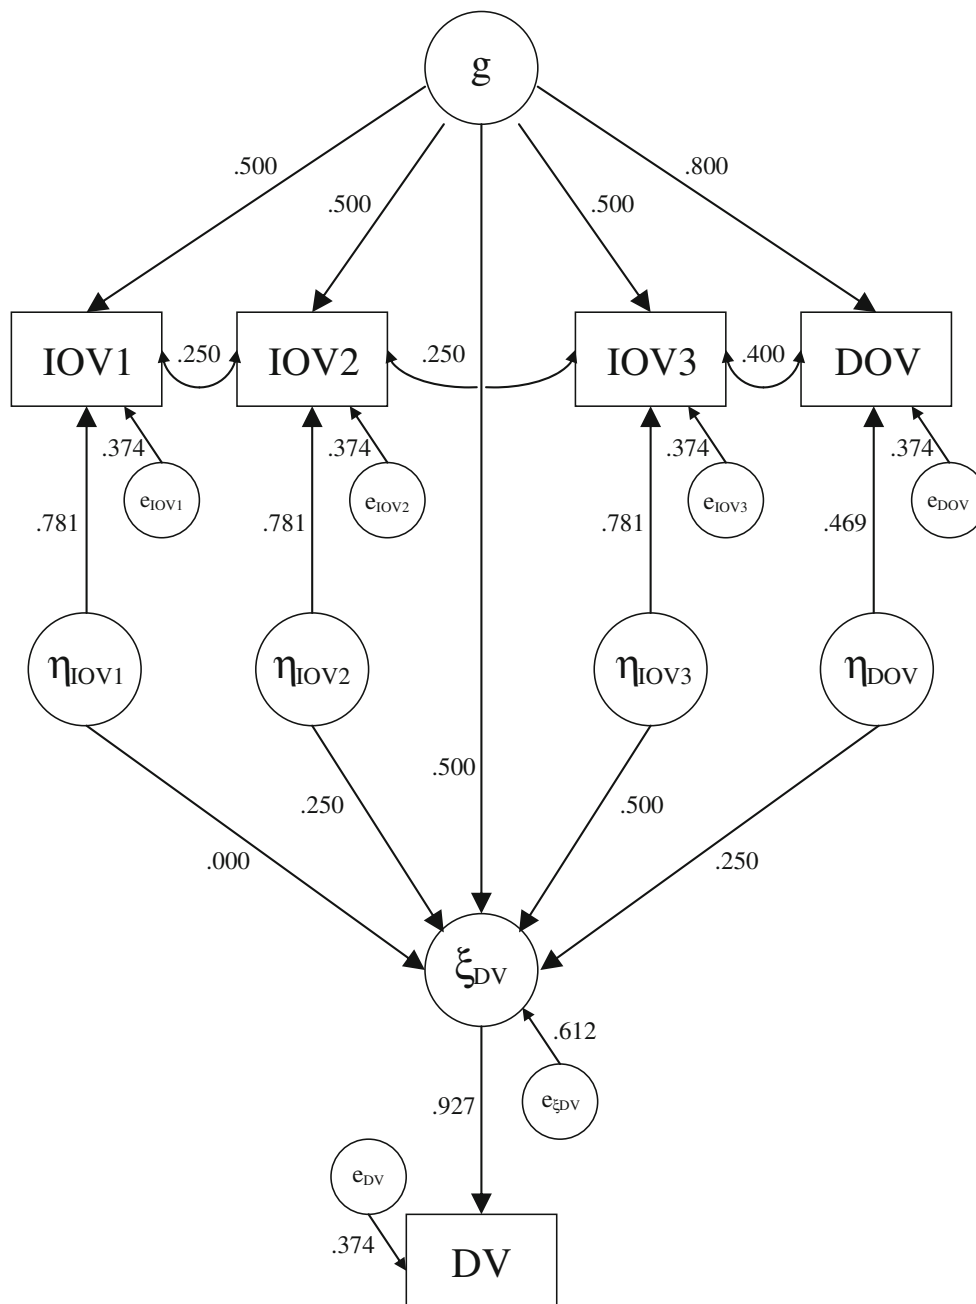 g
.500
.500
.500
.800
IOV1
.250
IOV2
.250
IOV3
.400
DOV
.374
.374
.374
.374
eIOV1
eIOV2
eIOV3
eDOV
.781
.781
.781
.469
ηIOV1
ηIOV2
ηIOV3
ηDOV
.500
.250
.500
.000
.250
ξDV
.612
eξDV
.927
eDV
.374
DV